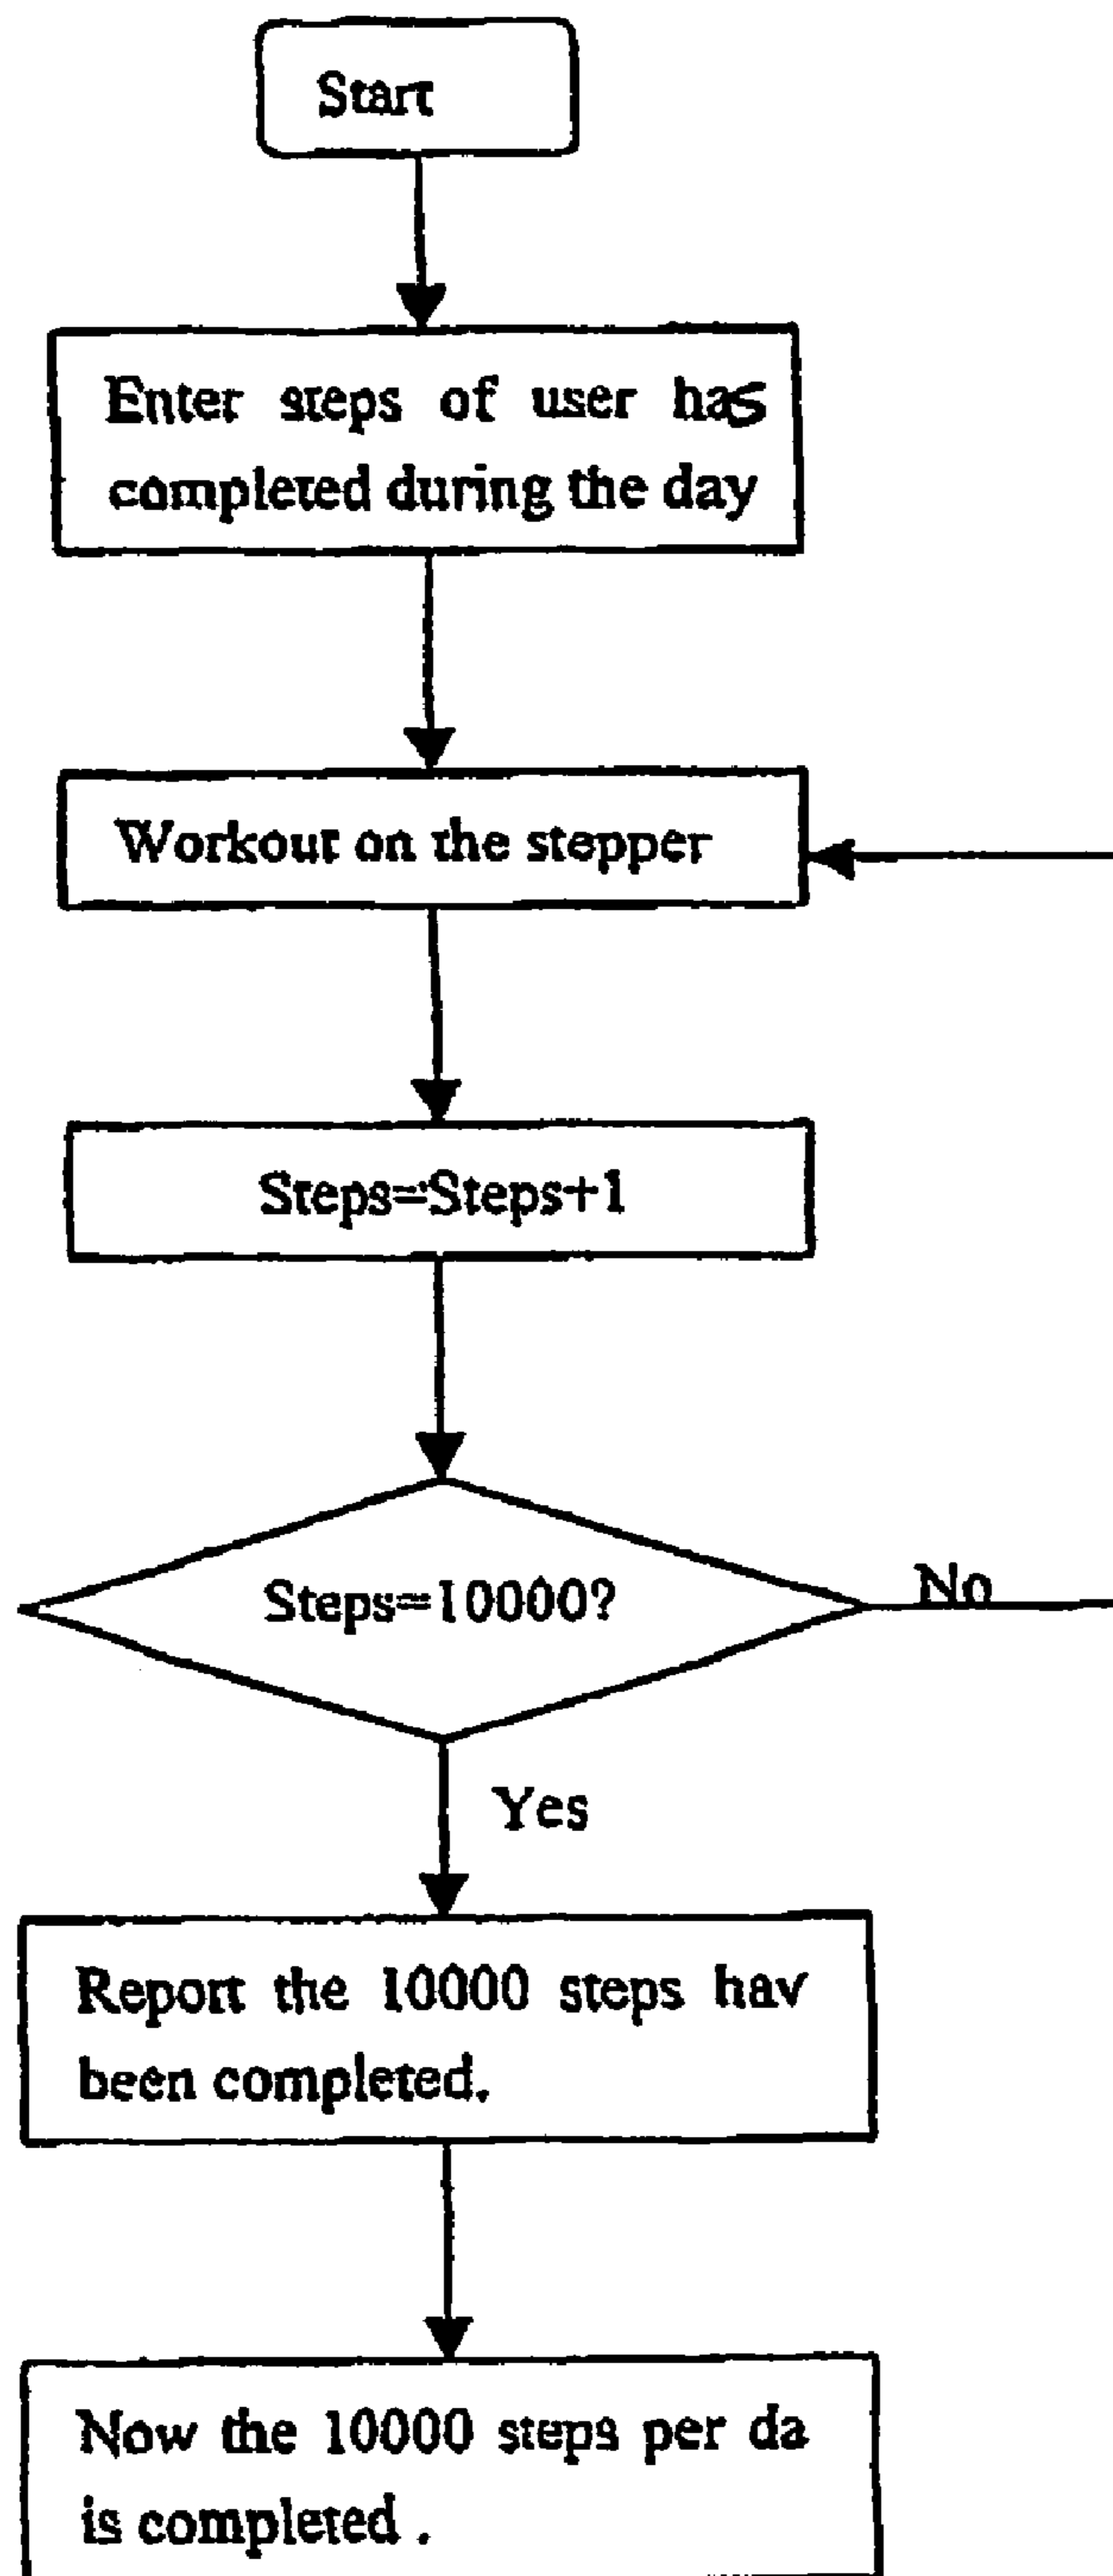 Start
Enter steps of user has
completed during the day
Workout on the stepper
Steps=Steps+1
Steps=10000?
No
Yes
Report the 10000 steps hav
been completed.
Now the 10000 steps per da
is completed .